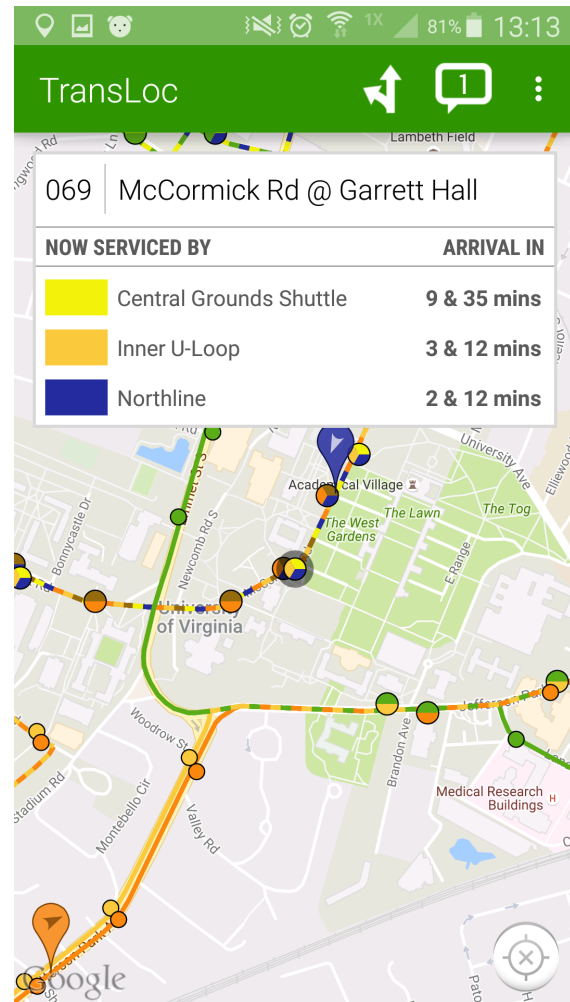 1X 81% 13:13
TransLoc 1
Lambeth Field
Rd
Ln
069 McCormick Rd @ Garrett Hall
NOW SERVICED BY ARRIVAL IN
Central Grounds Shuttle 9 & 35 mins
Inner U-Loop 3 & 12 mins
Northline 2 & 12 mins
University Ave
The Lawn
The Tog
The West
Gardens
Bonnycastle Dr
Newcomb Rd S
E Range
of Virginia
Woodrow St
Brandon Ave
Stadium Rd
Montebello Cir
Valley Rd
Medical Research
Buildings H
Google